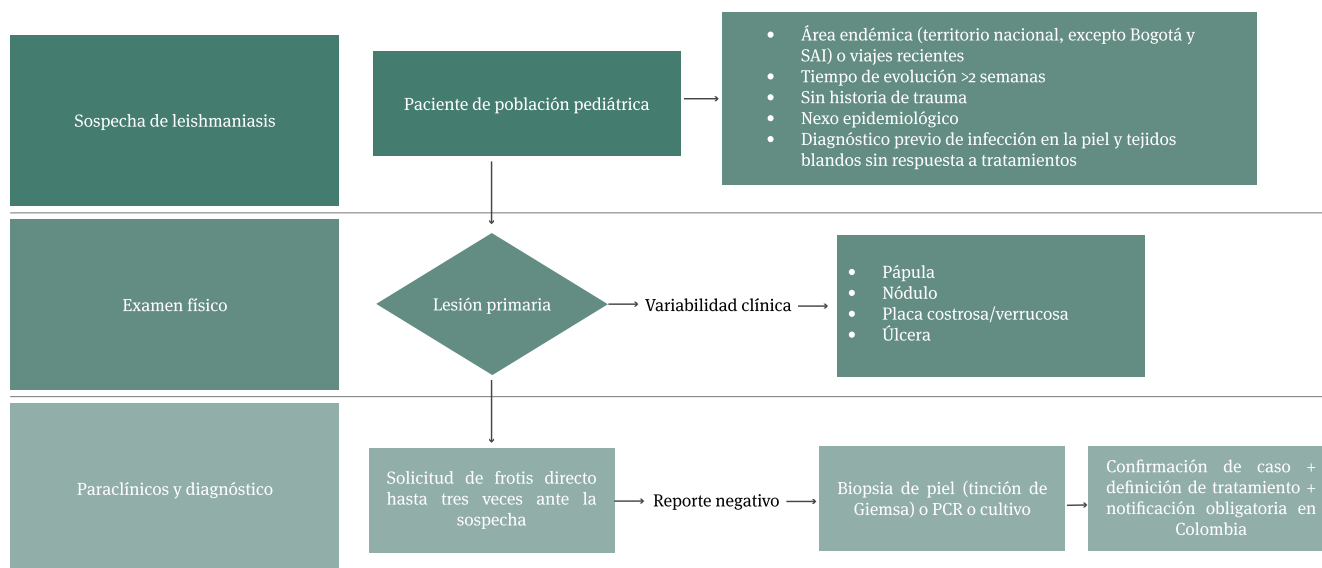 Sospecha de leishmaniasis
Paciente de población pediátrica
• Área endémica (territorio nacional, excepto Bogotá y
SAI) o viajes recientes
• Tiempo de evolución >2 semanas
• Sin historia de trauma
• Nexo epidemiológico
• Diagnóstico previo de infección en la piel y tejidos
blandos sin respuesta a tratamientos
Examen físico
Lesión primaria
Variabilidad clínica
• Pápula
• Nódulo
• Placa costrosa/verrucosa
• Úlcera
Paraclínicos y diagnóstico
Solicitud de frotis directo
hasta tres veces ante la
sospecha
Reporte negativo
Biopsia de piel (tinción de
Giemsa) o PCR o cultivo
Confirmación de caso +
definición de tratamiento +
notificación obligatoria en
Colombia